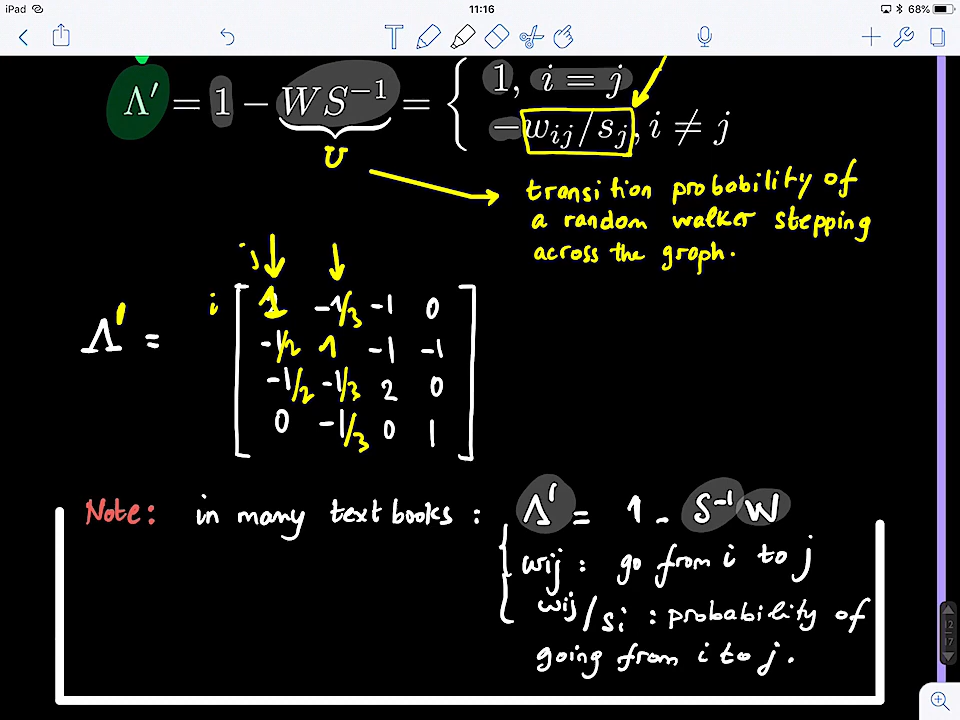 iPad 11:16 68%
T
Λ' = 1 − WS⁻¹ = { 1, i = j
−w_ij/s_j, i ≠ j
U
transition probability of
a random walker stepping
across the graph.
j
i
Λ' = [ 1 -1/3 -1 0
-1/2 1 -1 -1
-1/2 -1/3 2 0
0 -1/3 0 1 ]
Note: in many text books : Λ' = 1 - S⁻¹ W
wij : go from i to j
wij/si : probability of
going from i to j.
12
17